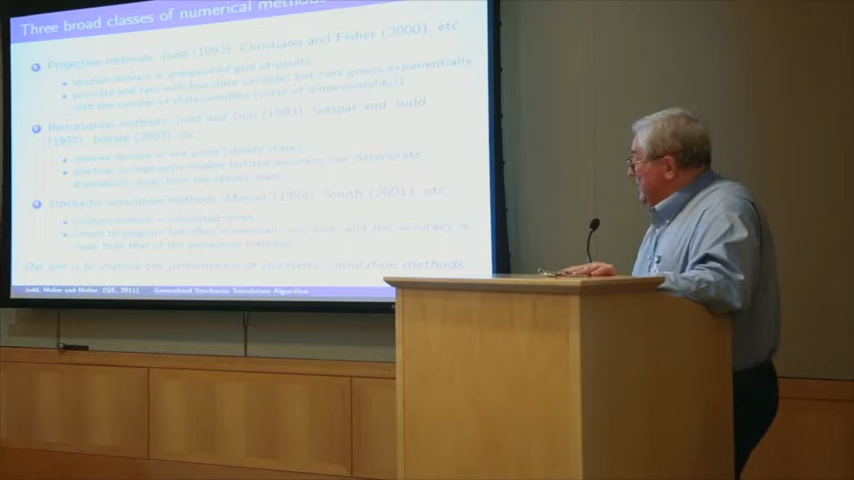 Three broad classes of numerical methods
1 Projection methods, Judd (1992), Christiano and Fisher (2000), etc.
solution domain is prespecified grid of points;
accurate and fast with few state variables but cost grows exponentially
with the number of state variables (curse of dimensionality!)
2 Perturbation methods, Judd and Guu (1993), Gaspar and Judd
(1997), Juillard (2003), etc.
solution domain is one point (steady state);
practical in large-scale models but the accuracy can deteriorate
dramatically away from the steady state.
3 Stochastic simulation methods, Marcet (1988), Smith (2001), etc.
solution domain is simulated series;
simple to program but often numerically unstable, and the accuracy is
lower than that of the projection methods.
Our aim is to improve the performance of stochastic simulation methods
Judd, Maliar and Maliar (QE, 2011) Generalized Stochastic Simulation Algorithm